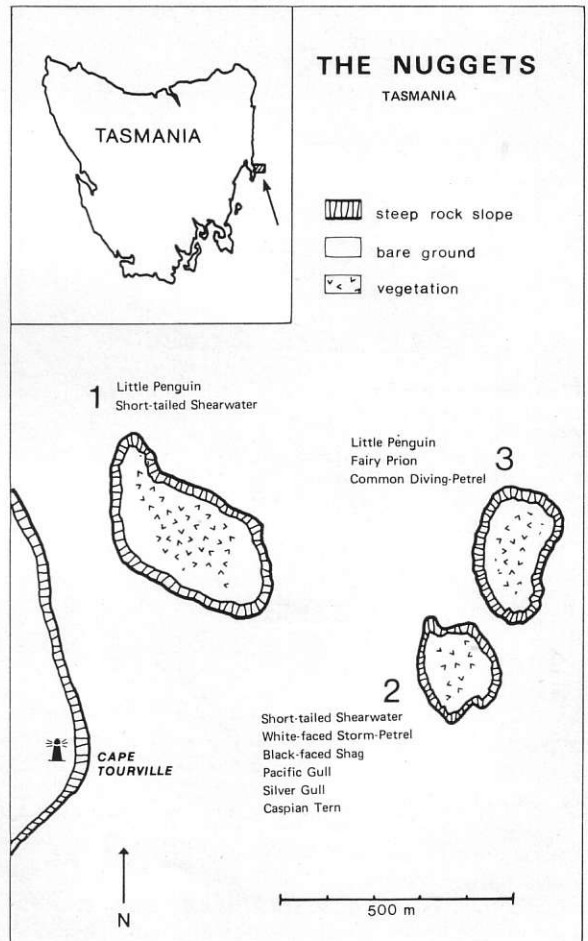 THE NUGGETS
TASMANIA
TASMANIA
steep rock slope
bare ground
vegetation
1
Little Penguin
Short-tailed Shearwater
Little Penguin
Fairy Prion
Common Diving-Petrel
3
2
Short-tailed Shearwater
White-faced Storm-Petrel
Black-faced Shag
Pacific Gull
Silver Gull
Caspian Tern
CAPE
TOURVILLE
N
500 m